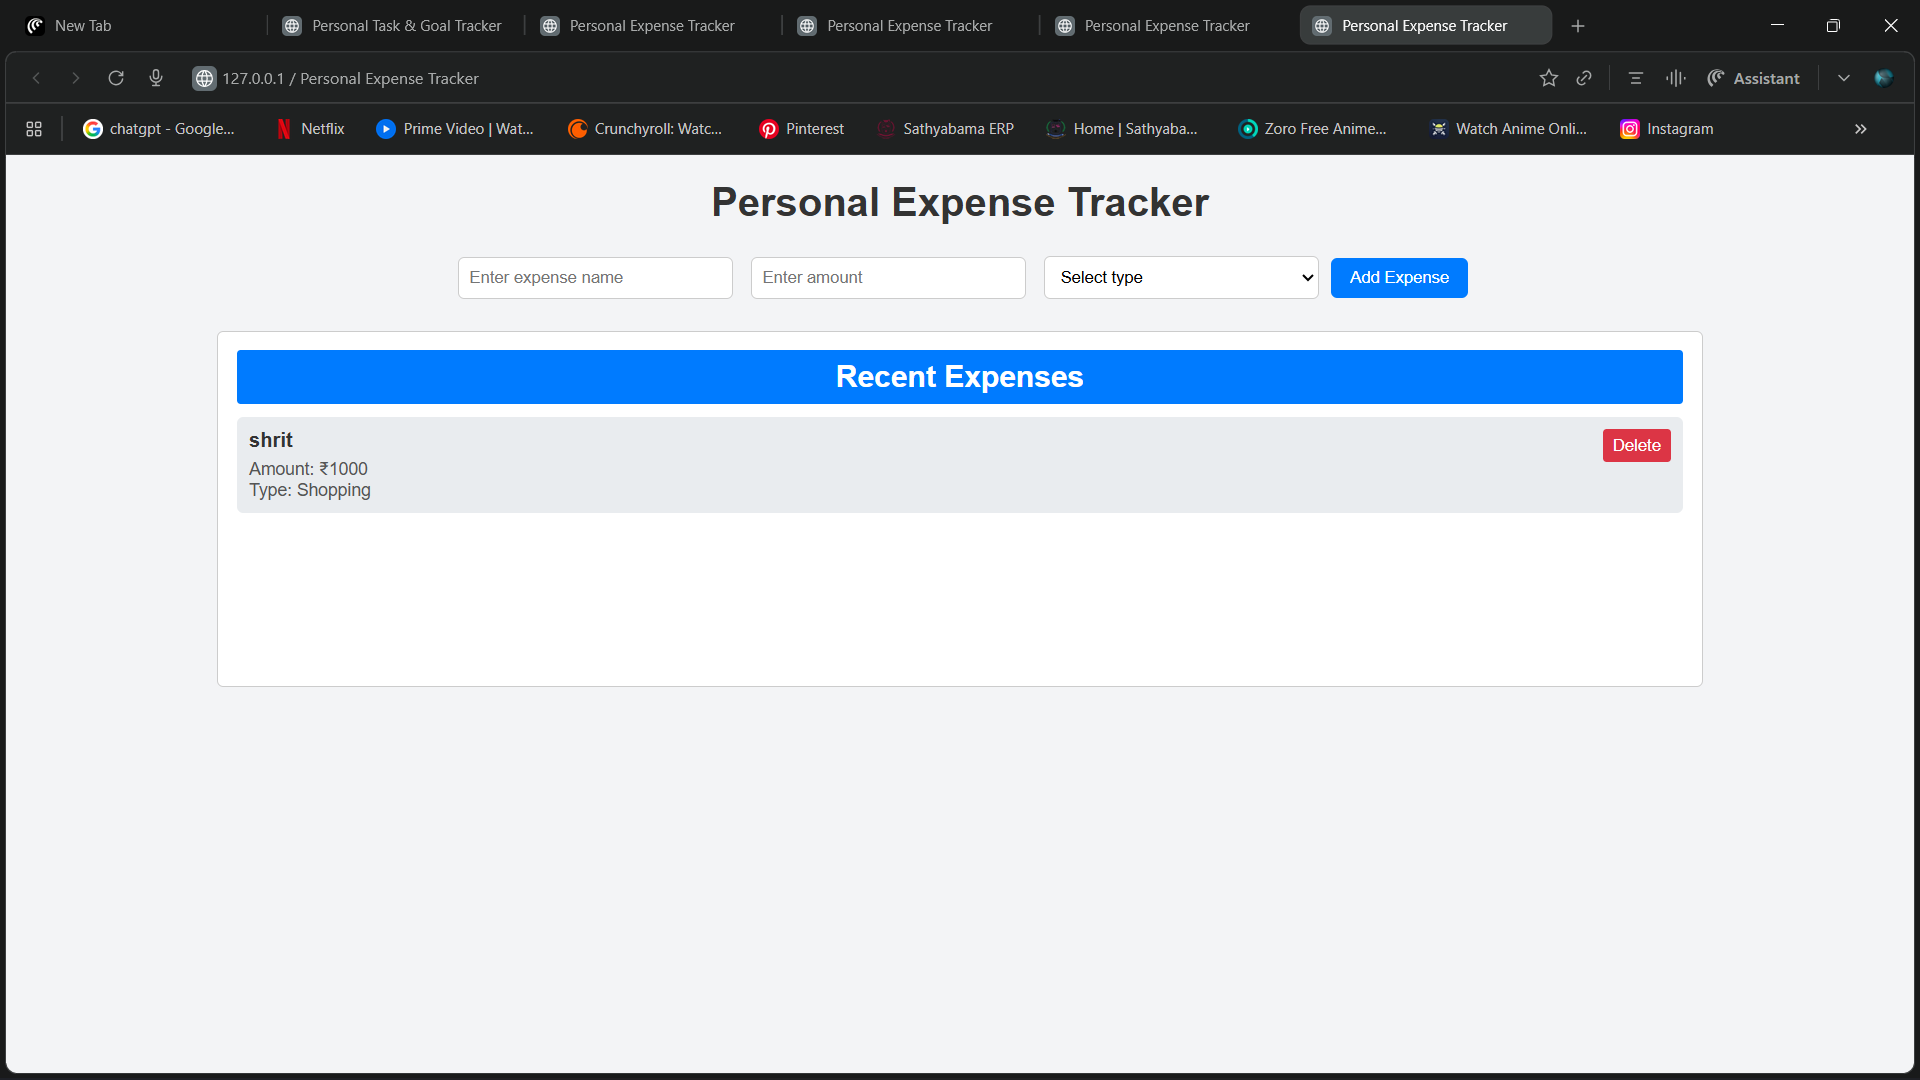 New Tab
Personal Task & Goal Tracker
Personal Expense Tracker
Personal Expense Tracker
Personal Expense Tracker
Personal Expense Tracker
127.0.0.1 / Personal Expense Tracker
Assistant
chatgpt - Google...
Netflix
Prime Video | Wat...
Crunchyroll: Watc...
Pinterest
Sathyabama ERP
Home | Sathyaba...
Zoro Free Anime...
Watch Anime Onli...
Instagram
Personal Expense Tracker
Enter expense name
Enter amount
Select type
Add Expense
Recent Expenses
shrit
Delete
Amount: ₹1000
Type: Shopping